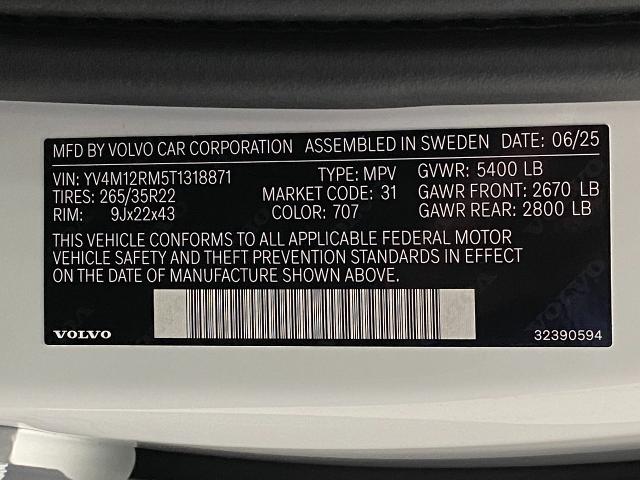 MFD BY VOLVO CAR CORPORATION ASSEMBLED IN SWEDEN DATE: 06/25
VIN: YV4M12RM5T1318871 TYPE: MPV GVWR: 5400 LB
TIRES: 265/35R22 MARKET CODE: 31 GAWR FRONT: 2670 LB
RIM: 9Jx22x43 COLOR: 707 GAWR REAR: 2800 LB
THIS VEHICLE CONFORMS TO ALL APPLICABLE FEDERAL MOTOR
VEHICLE SAFETY AND THEFT PREVENTION STANDARDS IN EFFECT
ON THE DATE OF MANUFACTURE SHOWN ABOVE.
VOLVO 32390594